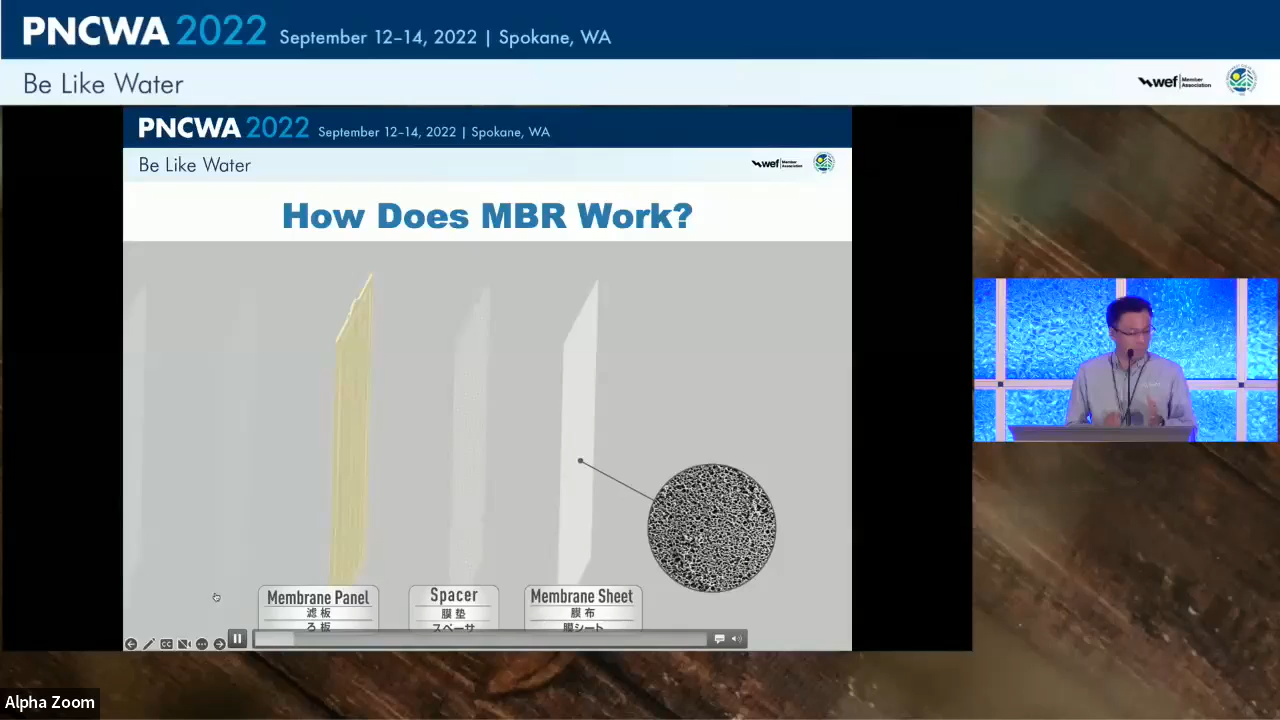 PNCWA 2022 September 12–14, 2022 | Spokane, WA
Be Like Water
wef Member Association
PNCWA 2022 September 12–14, 2022 | Spokane, WA
Be Like Water
wef Member Association
How Does MBR Work?
Membrane Panel
滤板
ろ板
Spacer
膜垫
スペーサ
Membrane Sheet
膜布
膜シート
CC
Alpha Zoom